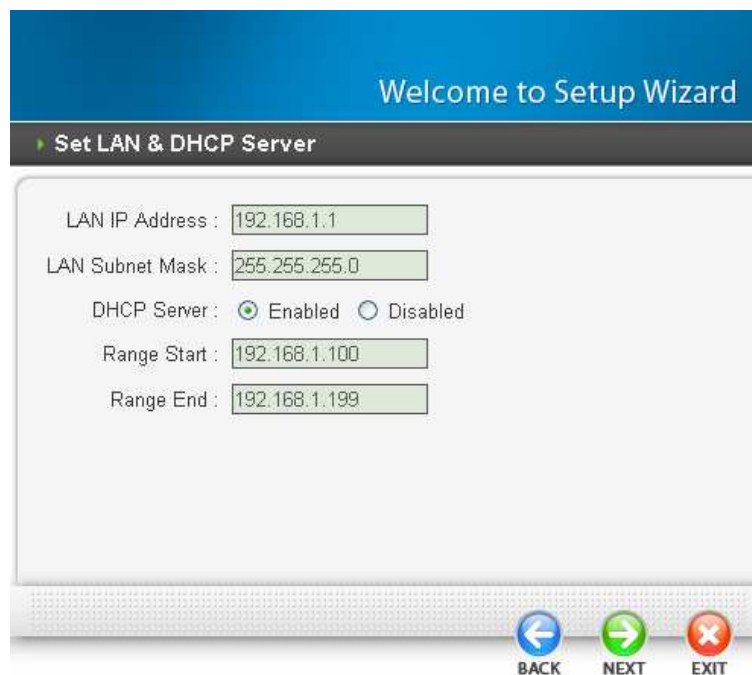 Welcome to Setup Wizard
Set LAN & DHCP Server
LAN IP Address : 192.168.1.1
LAN Subnet Mask : 255.255.255.0
DHCP Server : Enabled Disabled
Range Start : 192.168.1.100
Range End : 192.168.1.199
BACK NEXT EXIT